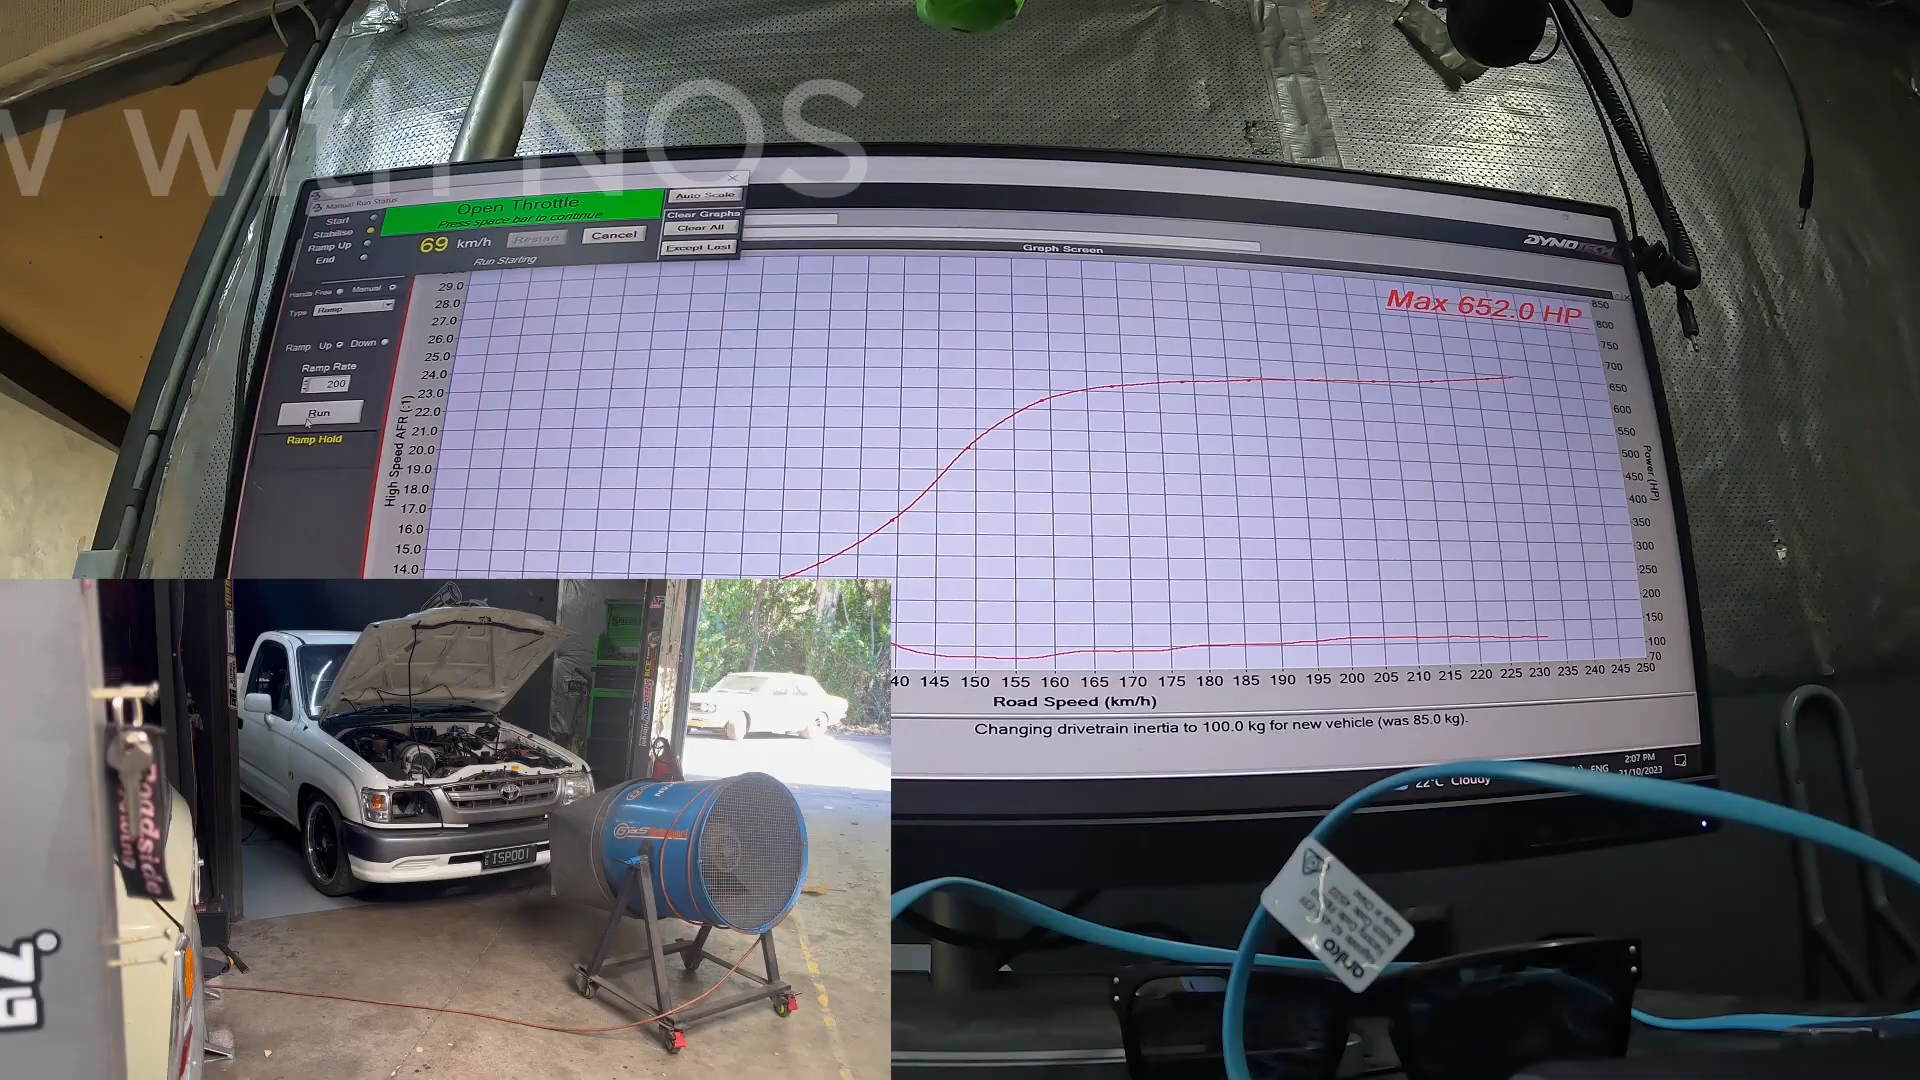 with NOS
Manual Run Status
Open Throttle
Press space bar to continue
Start
Stabilise
Ramp Up
End
69 km/h
Restart
Cancel
Run Starting
Auto Scale
Clear Graphs
Clear All
Except Last
Graph Screen
DYNOTECH
Hands Free
Manual
Type
Ramp
Ramp
Up
Down
Ramp Rate
200
Run
Ramp Hold
High Speed AFR (:1)
29.0
28.0
27.0
26.0
25.0
24.0
23.0
22.0
21.0
20.0
19.0
18.0
17.0
16.0
15.0
14.0
Max 652.0 HP
850
800
750
700
650
600
550
500
450
400
350
300
250
200
150
100
70
Power (HP)
40 145 150 155 160 165 170 175 180 185 190 195 200 205 210 215 220 225 230 235 240 245 250
Road Speed (km/h)
Changing drivetrain inertia to 100.0 kg for new vehicle (was 85.0 kg).
22°C Cloudy
ENG
2:07 PM
21/10/2023
ISP001
Roadside
79
anko